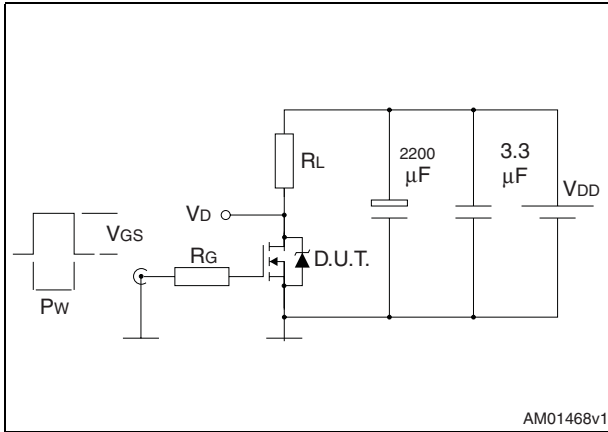 RL
2200
μF
3.3
μF
VDD
VD
VGS
RG
D.U.T.
PW
AM01468v1